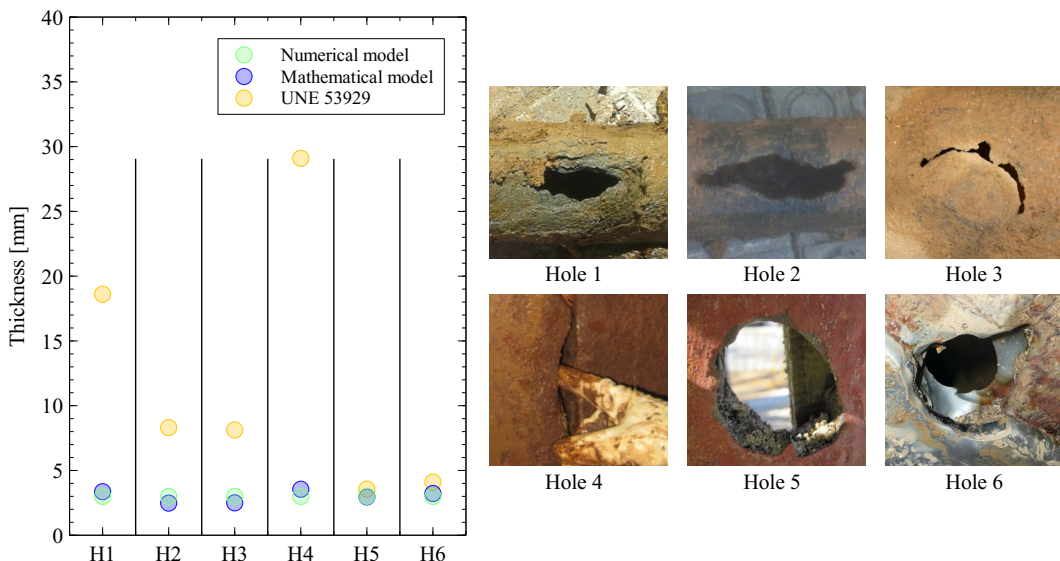 40
35
30
25
20
15
10
5
0
Thickness [mm]
H1 H2 H3 H4 H5 H6
Numerical model
Mathematical model
UNE 53929
Hole 1 Hole 2 Hole 3
Hole 4 Hole 5 Hole 6